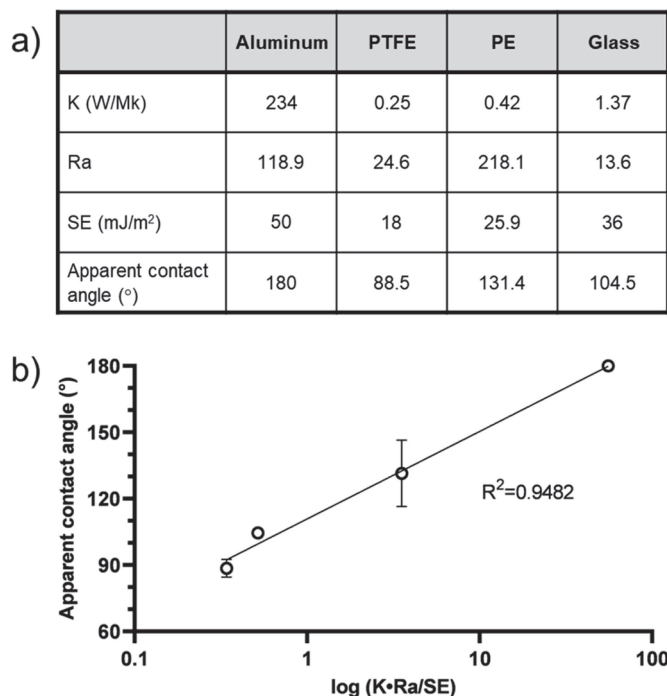 a)
Aluminum PTFE PE Glass
K (W/Mk) 234 0.25 0.42 1.37
Ra 118.9 24.6 218.1 13.6
SE (mJ/m²) 50 18 25.9 36
Apparent contact
angle (°) 180 88.5 131.4 104.5
b)
Apparent contact angle (°)
180
150
120
90
60
R²=0.9482
0.1 1 10 100
log (K•Ra/SE)